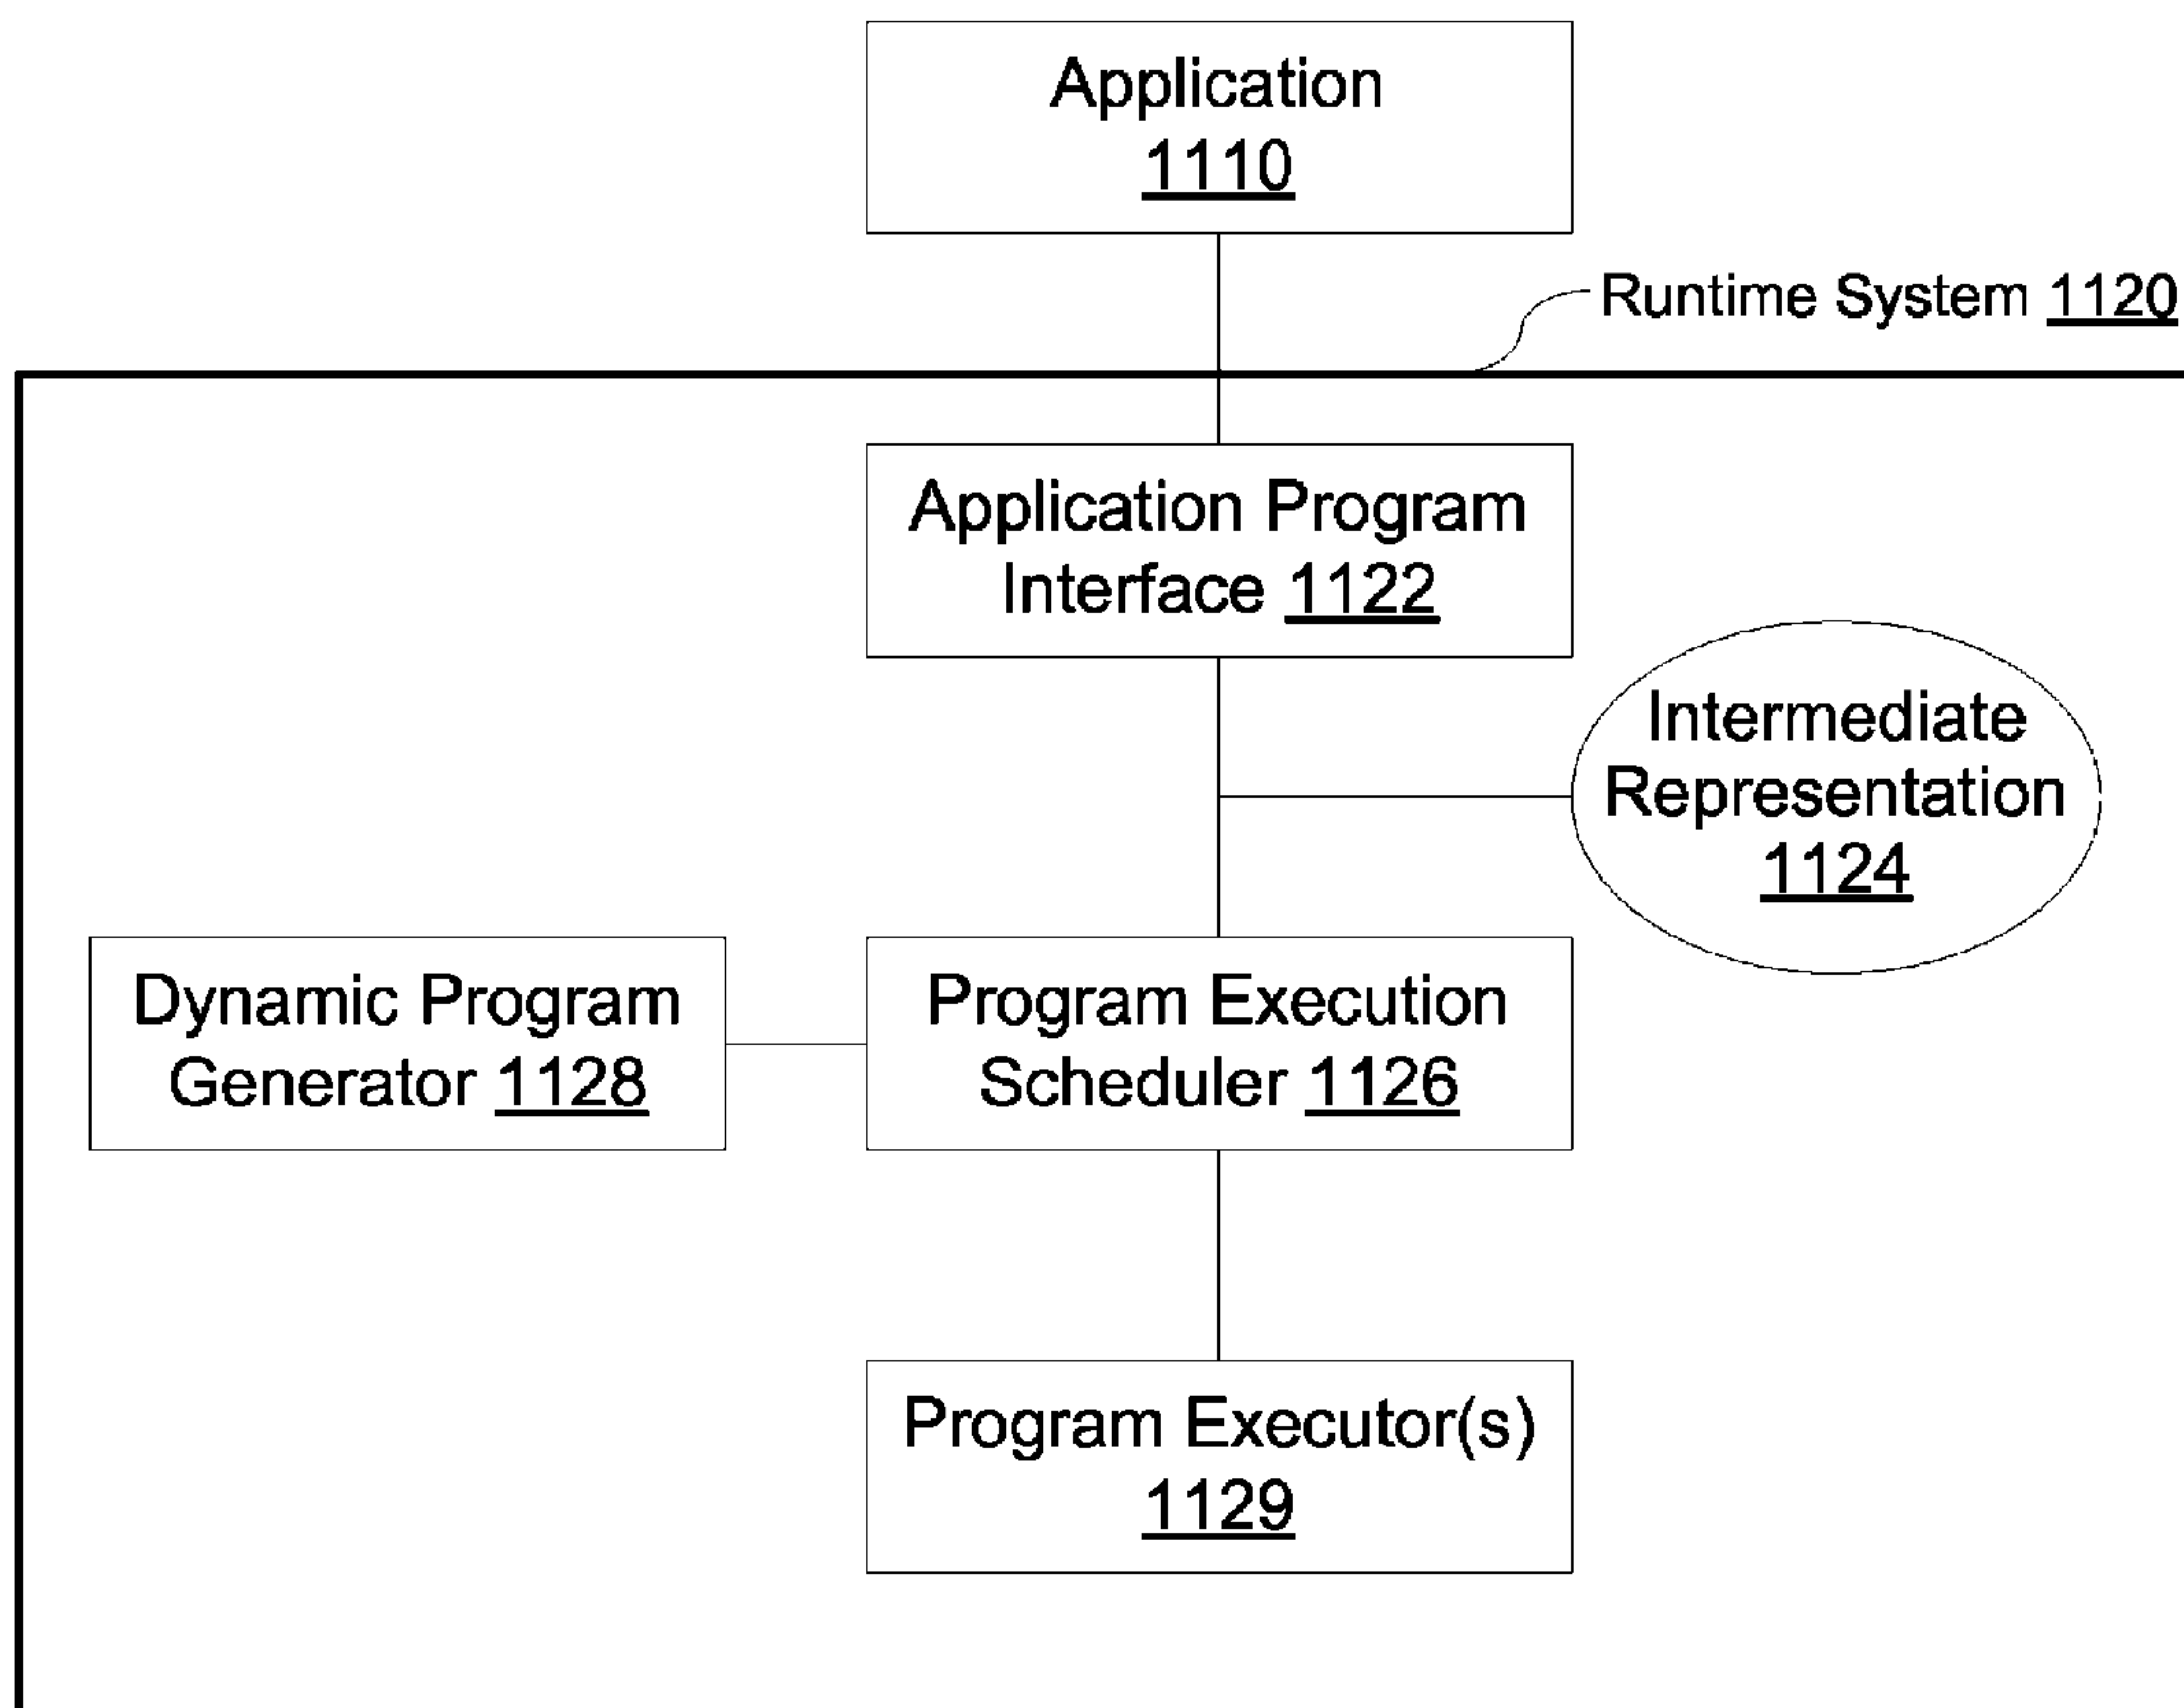 Application
1110
Runtime System 1120
Application Program
Interface 1122
Intermediate
Representation
1124
Dynamic Program
Generator 1128
Program Execution
Scheduler 1126
Program Executor(s)
1129